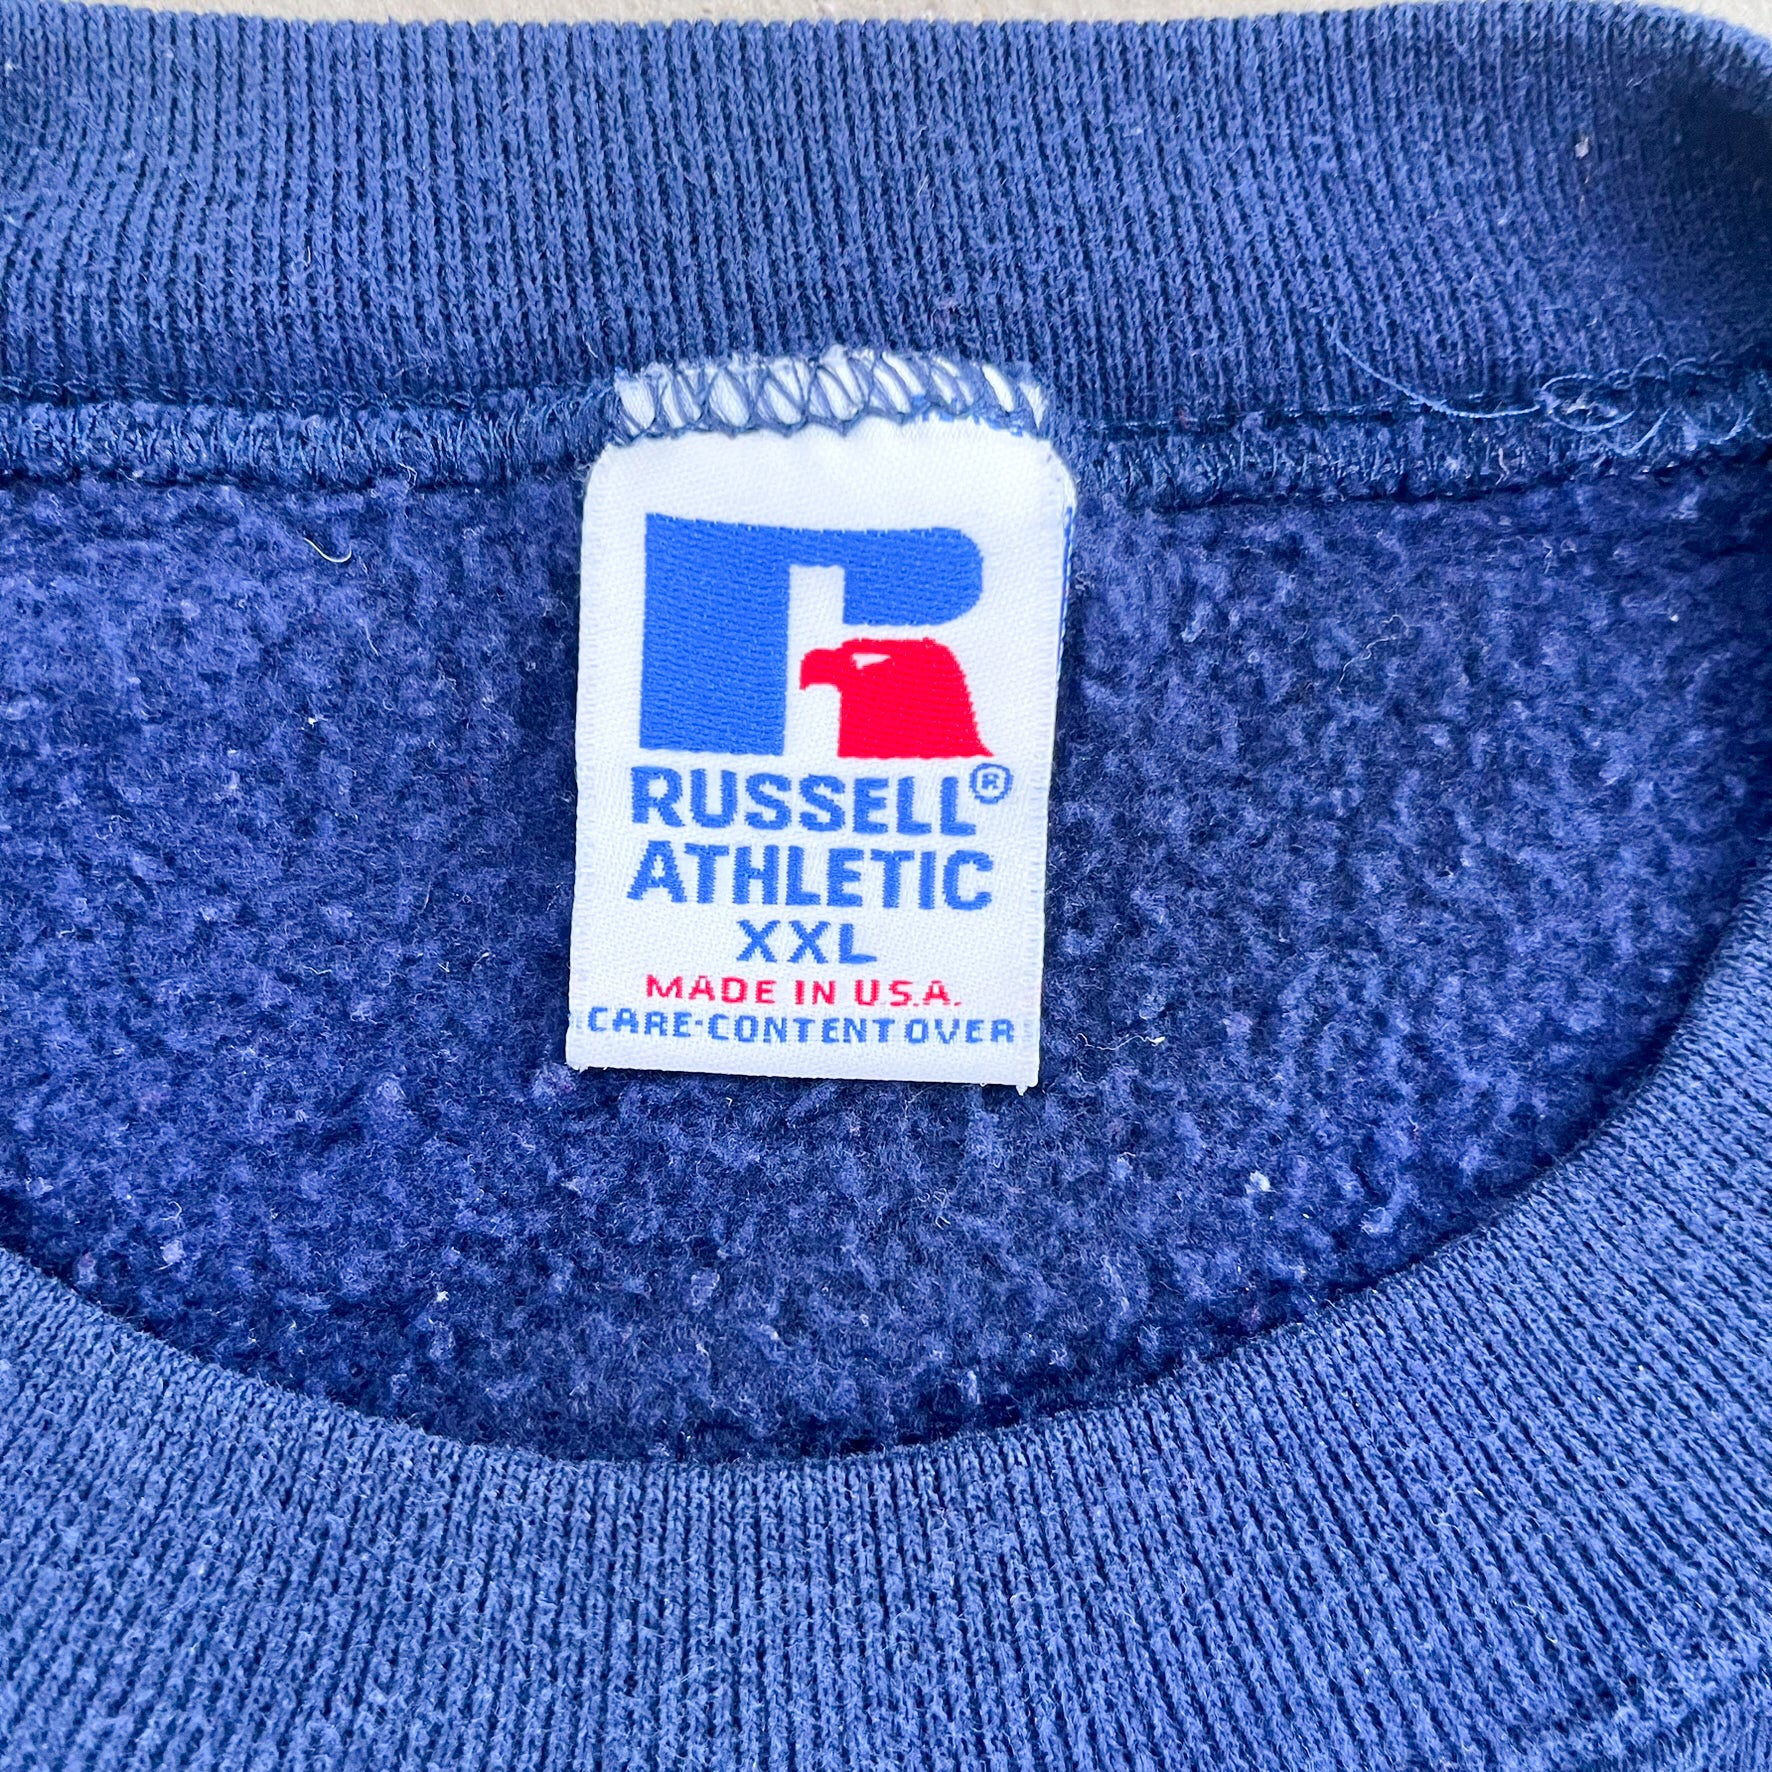 RUSSELL®
ATHLETIC
XXL
MADE IN U.S.A.
CARE-CONTENT OVER